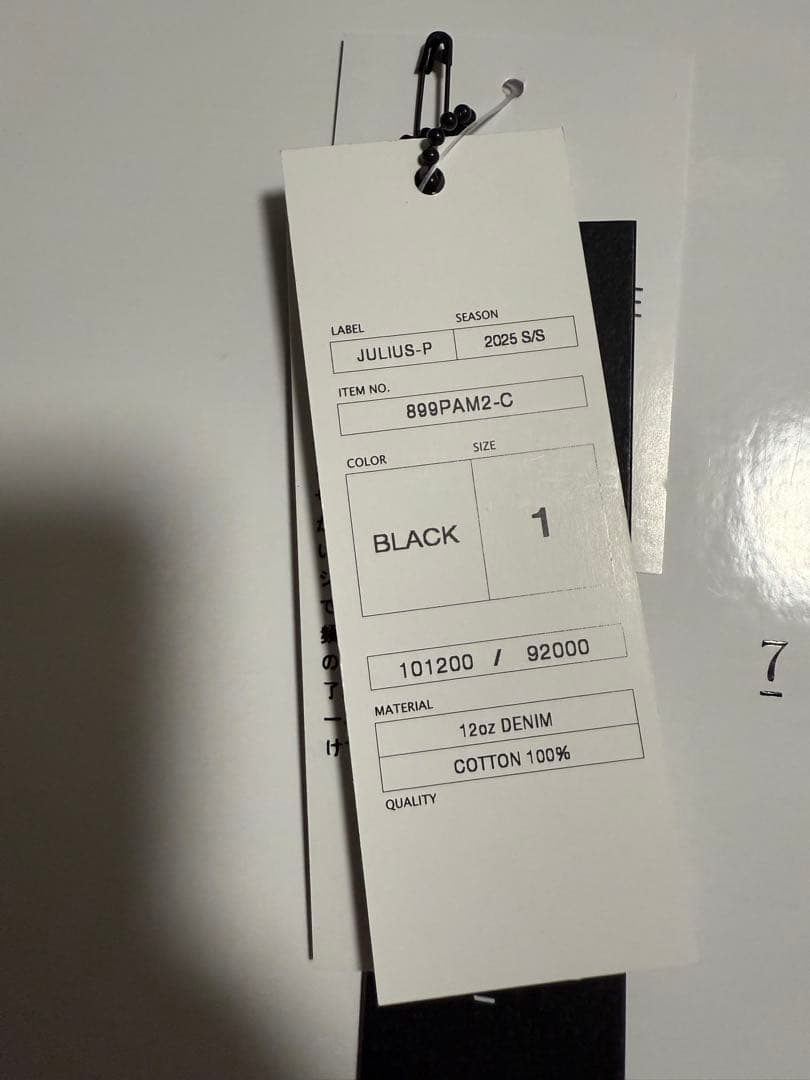 LABEL SEASON
JULIUS-P 2025 S/S
ITEM NO.
899PAM2-C
COLOR SIZE
BLACK 1
101200 / 92000
MATERIAL
12oz DENIM
COTTON 100%
QUALITY
7